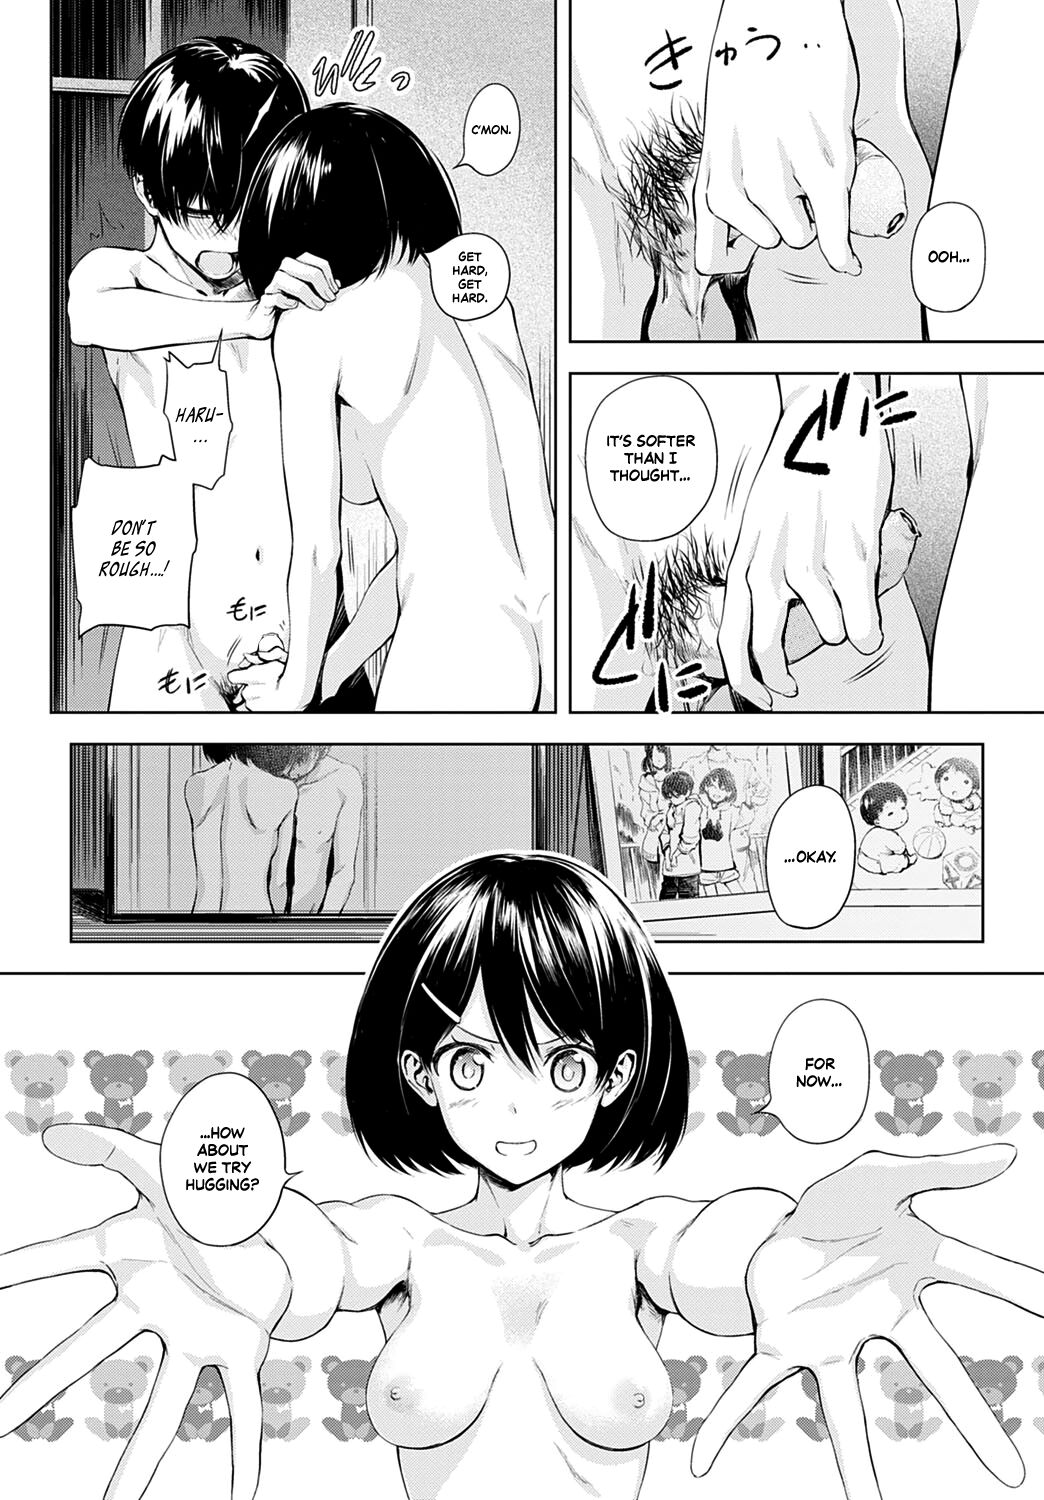 きゅう‥
OOH...
IT'S SOFTER
THAN I
THOUGHT...
C'MON.
GET
HARD,
GET
HARD.
HARU-
...
DON'T
BE SO
ROUGH...!
もに
もに
...OKAY.
FOR
NOW...
...HOW
ABOUT
WE TRY
HUGGING?